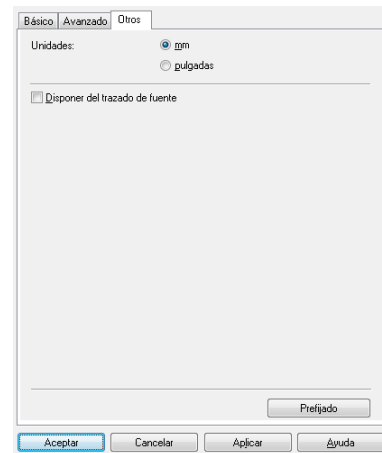 Básico Avanzado Otros
Unidades: mm
pulgadas
Disponer del trazado de fuente
Prefijado
Aceptar Cancelar Aplicar Ayuda